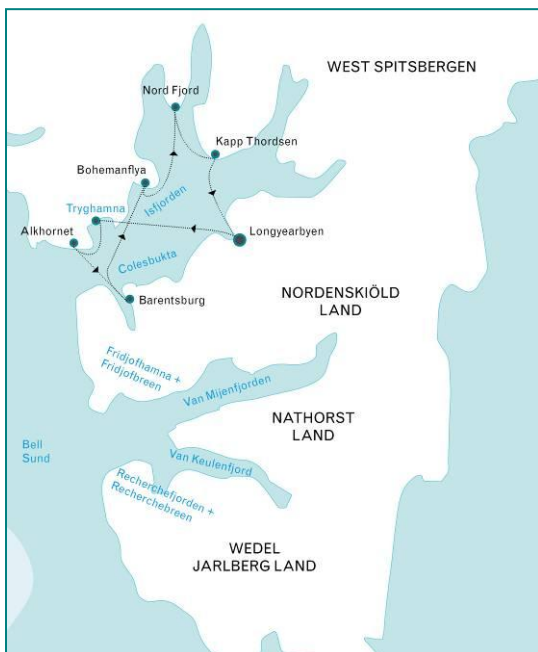 WEST SPITSBERGEN
Nord Fjord
Kapp Thordsen
Bohemanflya
Isfjorden
Tryghamna
Alkhornet
Longyearbyen
Colesbukta
Barentsburg
NORDENSKIÖLD
LAND
Fridjofhamna +
Fridjofbreen
Van Mijenfjorden
NATHORST
LAND
Bell
Sund
Van Keulenfjord
Recherchefjorden +
Recherchebreen
WEDEL
JARLBERG LAND